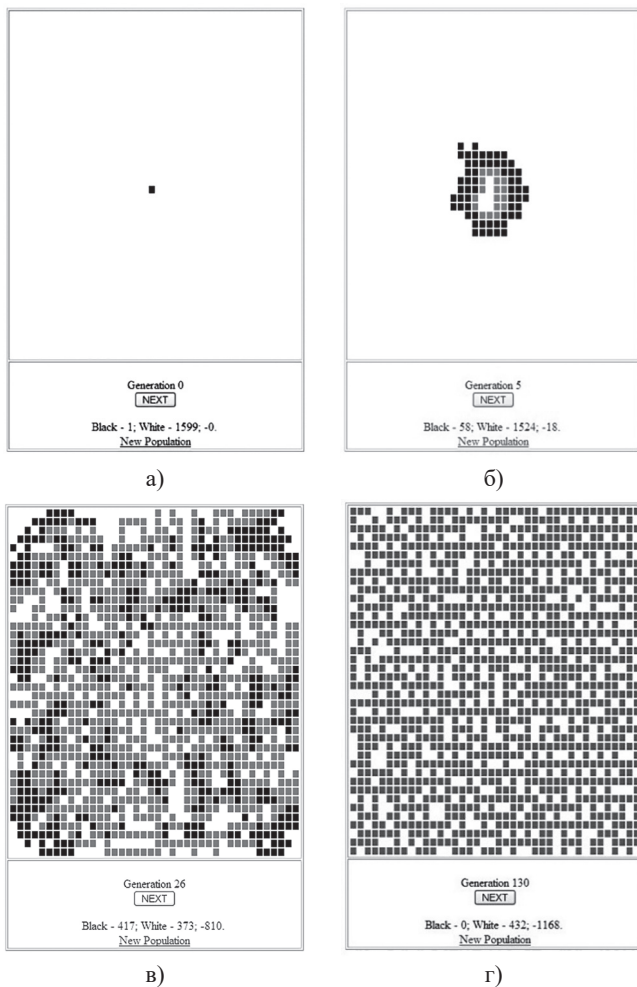 Generation 0
NEXT
Black - 1; White - 1599; -0.
New Population
а)
Generation 5
NEXT
Black - 58; White - 1524; -18.
New Population
б)
Generation 26
NEXT
Black - 417; White - 373; -810.
New Population
в)
Generation 130
NEXT
Black - 0; White - 432; -1168.
New Population
г)